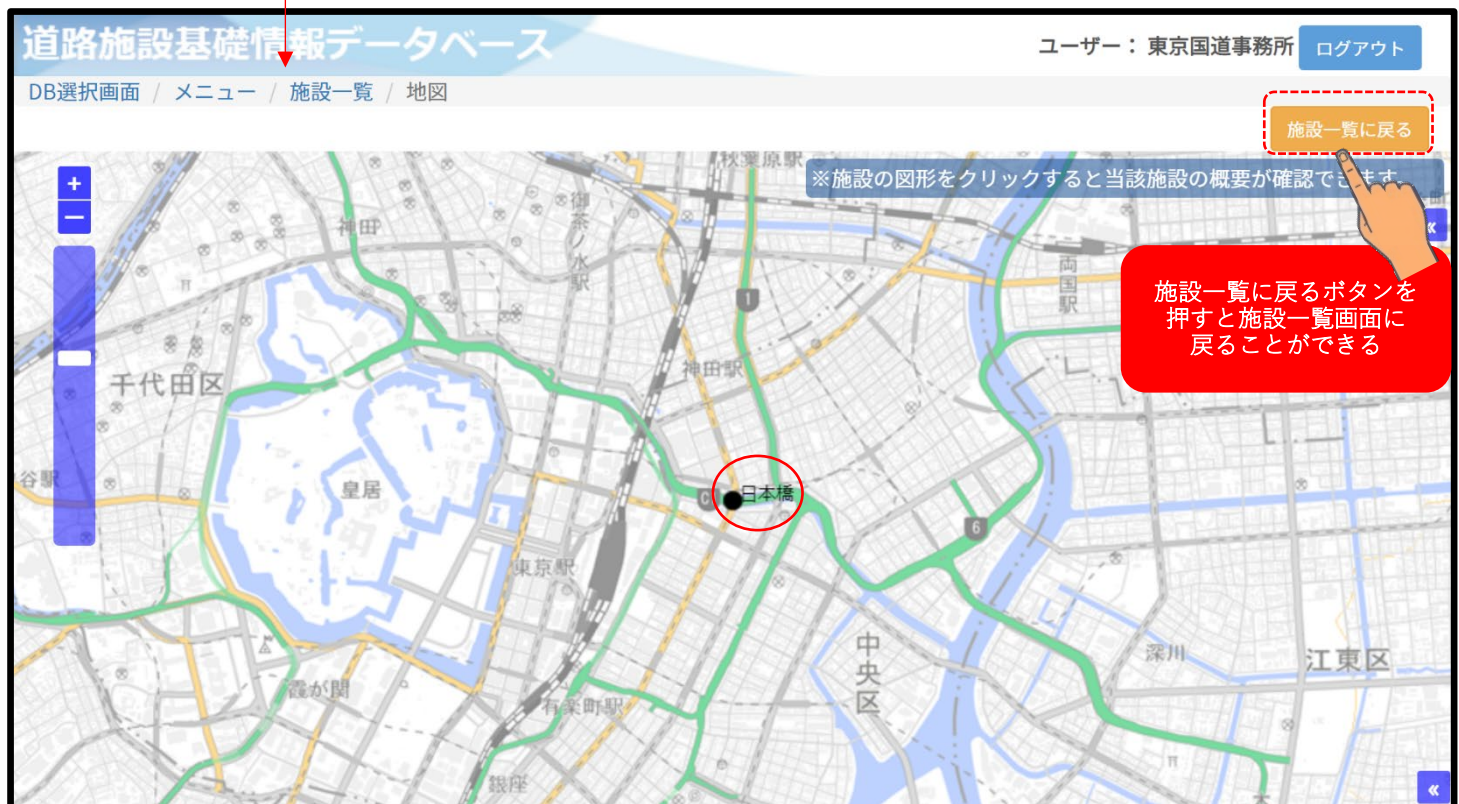 道路施設基礎情報データベース
ユーザー： 東京国道事務所 ログアウト
DB選択画面 / メニュー / 施設一覧 / 地図
施設一覧に戻る
秋葉原駅
※施設の図形をクリックすると当該施設の概要が確認できます
+
−
«
神田
御茶ノ水駅
両国駅
施設一覧に戻るボタンを
押すと施設一覧画面に
戻ることができる
1
神田駅
千代田区
谷駅
皇居
C
日本橋
6
東京駅
中央区
深川
江東区
霞が関
有楽町駅
銀座
«